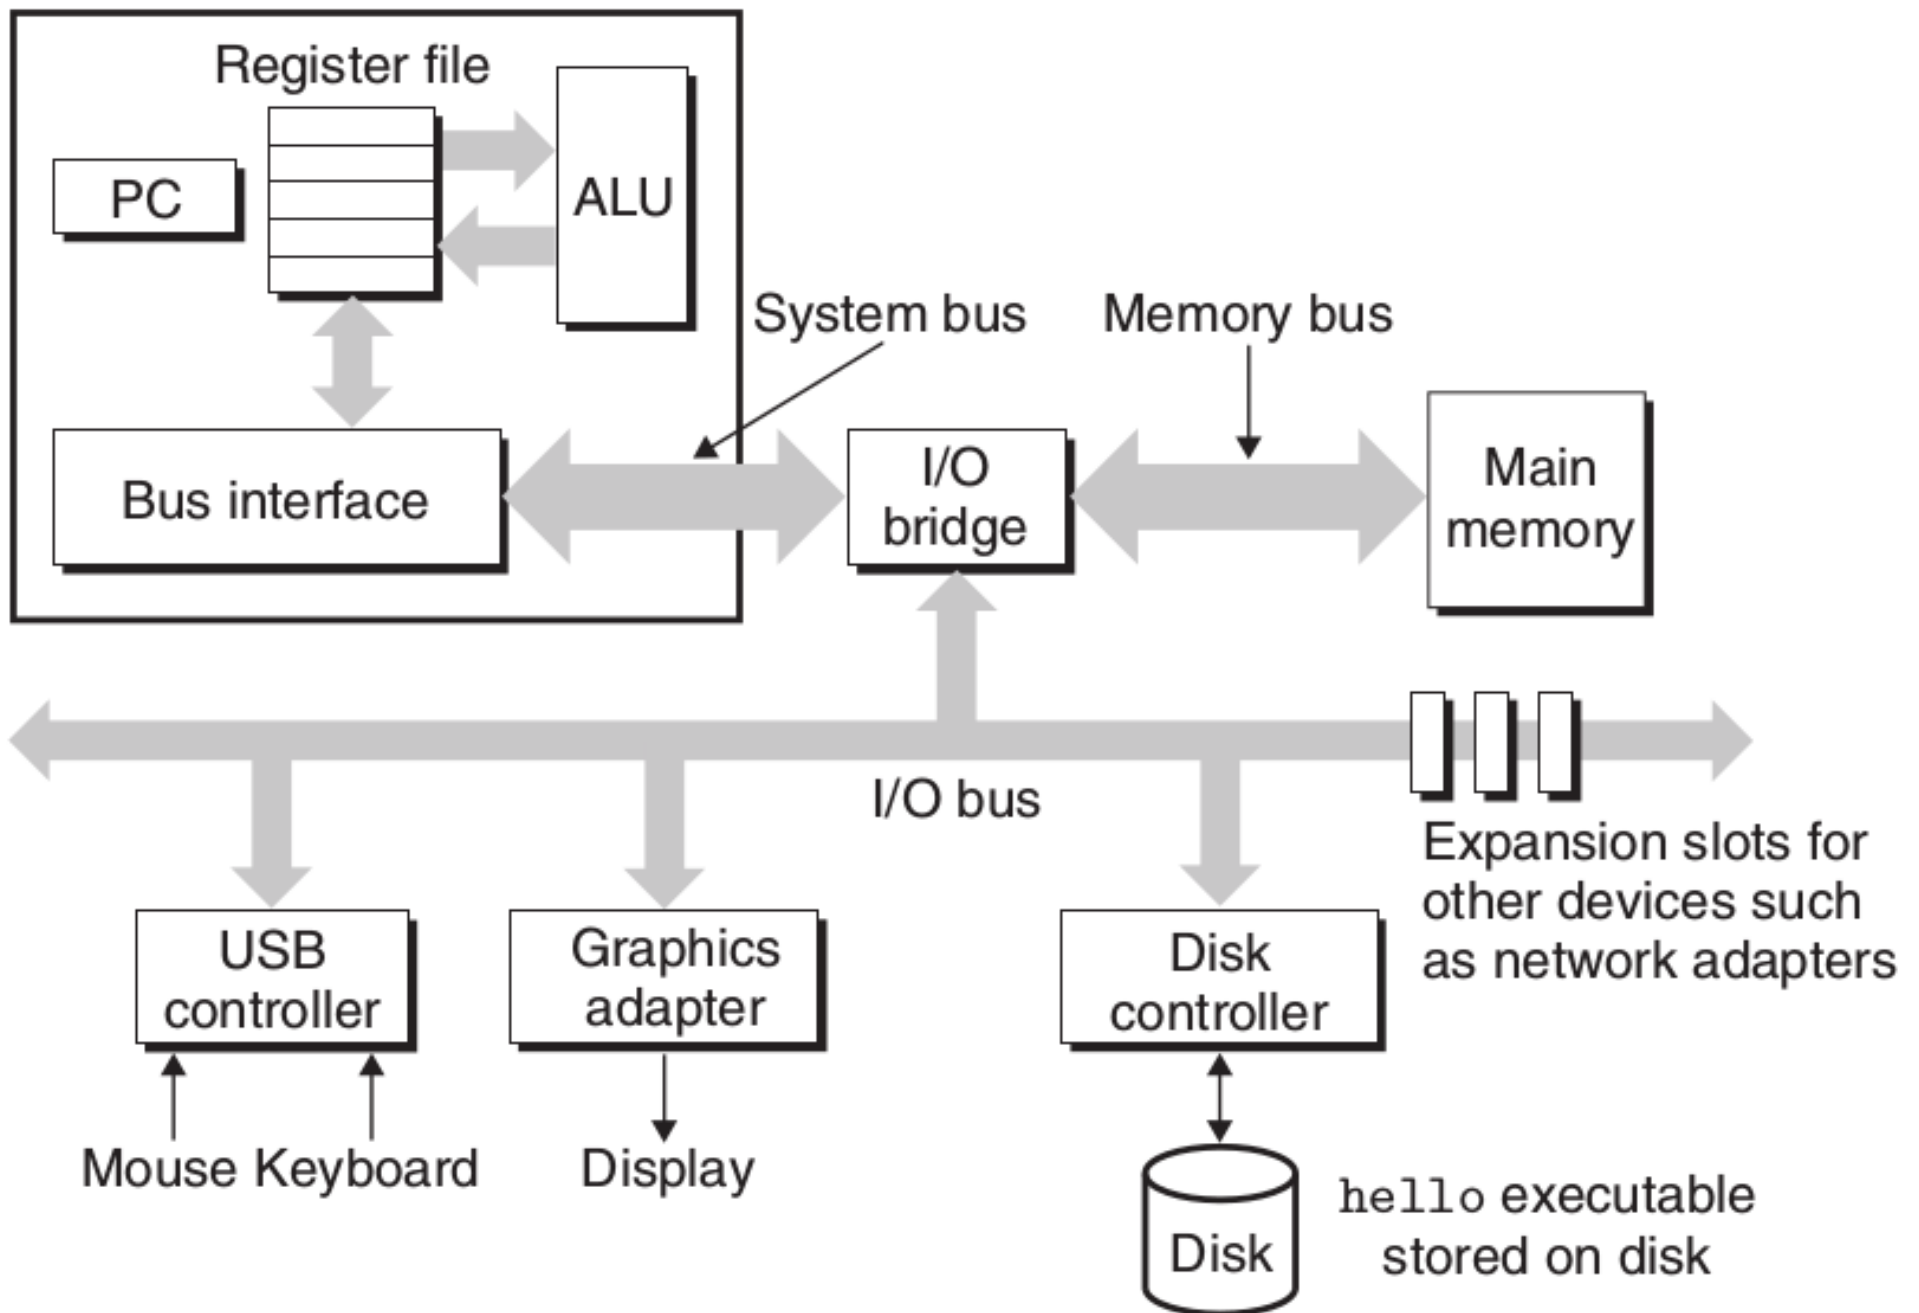 Register file
PC
ALU
System bus
Memory bus
Bus interface
I/O
bridge
Main
memory
I/O bus
Expansion slots for
other devices such
as network adapters
USB
controller
Graphics
adapter
Disk
controller
Mouse
Keyboard
Display
Disk
hello executable
stored on disk